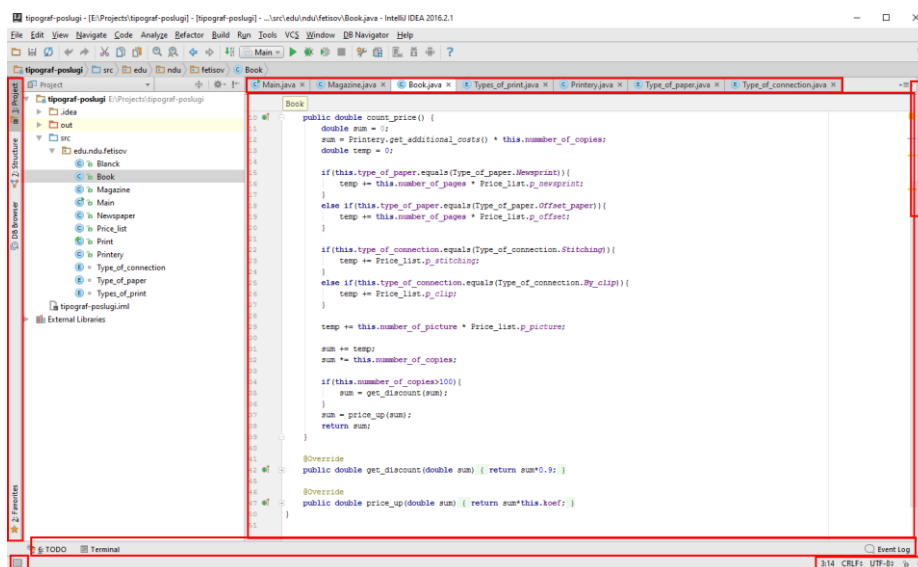 tipograf-poslugi - [E:\Projects\tipograf-poslugi] - [tipograf-poslugi] - ...\src\edu\ndu\fetisov\Book.java - IntelliJ IDEA 2016.2.1
File Edit View Navigate Code Analyze Refactor Build Run Tools VCS Window DB Navigator Help
Main
tipograf-poslugi src edu ndu fetisov Book
Project
Main.java Magazine.java Book.java Types_of_print.java Printery.java Type_of_paper.java Type_of_connection.java
1: Project
2: Structure
DB Browser
2: Favorites
tipograf-poslugi E:\Projects\tipograf-poslugi
.idea
out
src
edu.ndu.fetisov
Blanck
Book
Magazine
Main
Newspaper
Price_list
Print
Printery
Type_of_connection
Type_of_paper
Types_of_print
tipograf-poslugi.iml
External Libraries
Book
public double count_price() {
double sum = 0;
sum = Printery.get_additional_costs() * this.nummber_of_copies;
double temp = 0;
if(this.type_of_paper.equals(Type_of_paper.Newsprint)){
temp += this.number_of_pages * Price_list.p_newsprint;
}
else if(this.type_of_paper.equals(Type_of_paper.Offset_paper)){
temp += this.number_of_pages * Price_list.p_offset;
}
if(this.type_of_connection.equals(Type_of_connection.Stitching)){
temp += Price_list.p_stitching;
}
else if(this.type_of_connection.equals(Type_of_connection.By_clip)){
temp += Price_list.p_clip;
}
temp += this.number_of_picture * Price_list.p_picture;
sum += temp;
sum *= this.nummber_of_copies;
if(this.nummber_of_copies>100){
sum = get_discount(sum);
}
sum = price_up(sum);
return sum;
}
@Override
public double get_discount(double sum) { return sum*0.9; }
@Override
public double price_up(double sum) { return sum*this.koef; }
}
6: TODO Terminal Event Log
3:14 CRLF÷ UTF-8÷